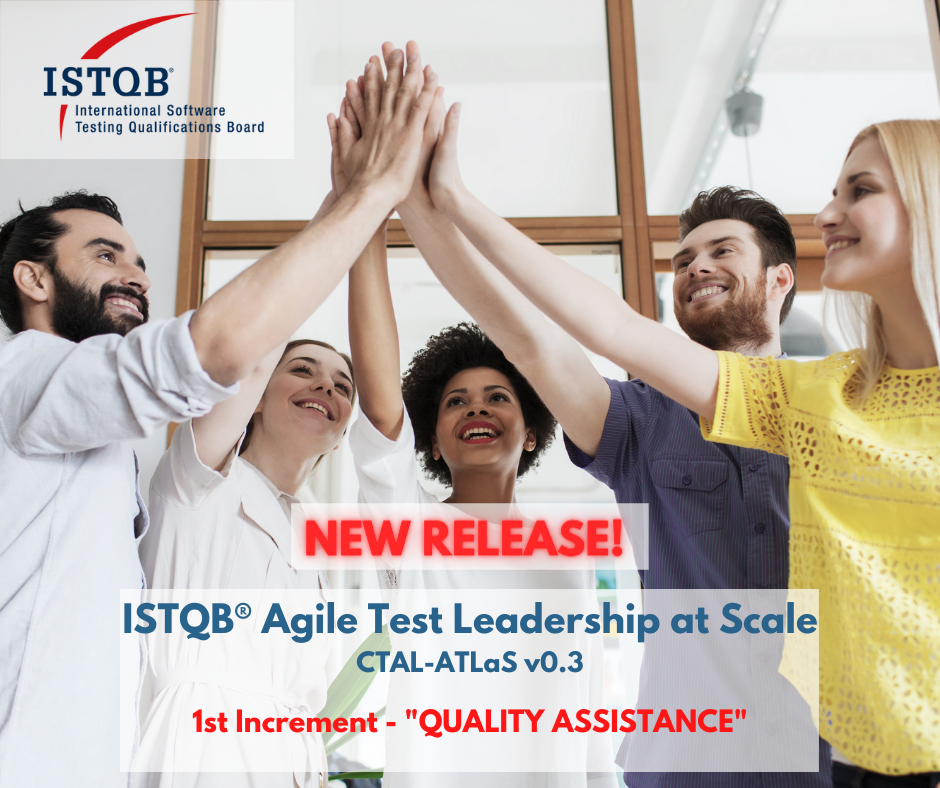 ISTQB®
International Software
Testing Qualifications Board
NEW RELEASE!
ISTQB® Agile Test Leadership at Scale
CTAL-ATLaS v0.3
1st Increment - "QUALITY ASSISTANCE"